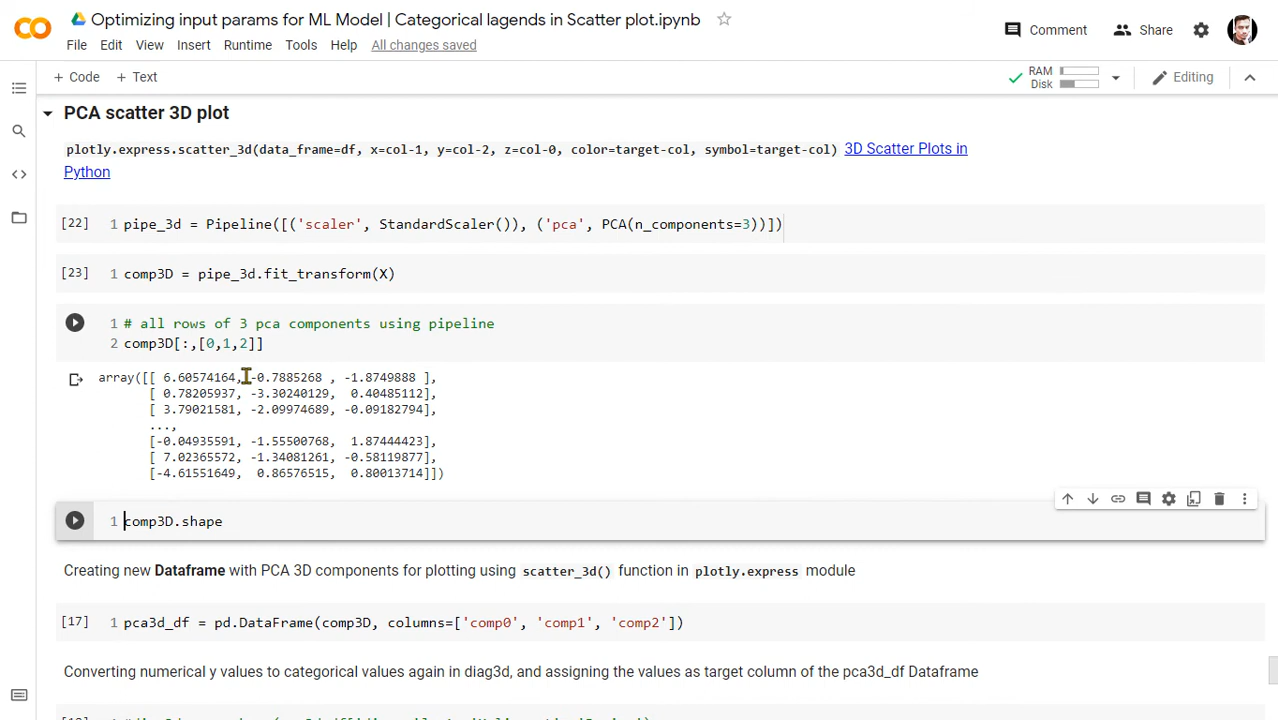 Optimizing input params for ML Model | Categorical lagends in Scatter plot.ipynb
Comment
Share
File Edit View Insert Runtime Tools Help All changes saved
+ Code + Text
RAM
Disk
Editing
PCA scatter 3D plot
plotly.express.scatter_3d(data_frame=df, x=col-1, y=col-2, z=col-0, color=target-col, symbol=target-col) 3D Scatter Plots in
Python
[22] 1 pipe_3d = Pipeline([('scaler', StandardScaler()), ('pca', PCA(n_components=3))])
[23] 1 comp3D = pipe_3d.fit_transform(X)
1 # all rows of 3 pca components using pipeline
2 comp3D[:,[0,1,2]]
array([[ 6.60574164, -0.7885268 , -1.8749888 ],
[ 0.78205937, -3.30240129, 0.40485112],
[ 3.79021581, -2.09974689, -0.09182794],
...,
[-0.04935591, -1.55500768, 1.87444423],
[ 7.02365572, -1.34081261, -0.58119877],
[-4.61551649, 0.86576515, 0.80013714]])
1 comp3D.shape
Creating new Dataframe with PCA 3D components for plotting using scatter_3d() function in plotly.express module
[17] 1 pca3d_df = pd.DataFrame(comp3D, columns=['comp0', 'comp1', 'comp2'])
Converting numerical y values to categorical values again in diag3d, and assigning the values as target column of the pca3d_df Dataframe